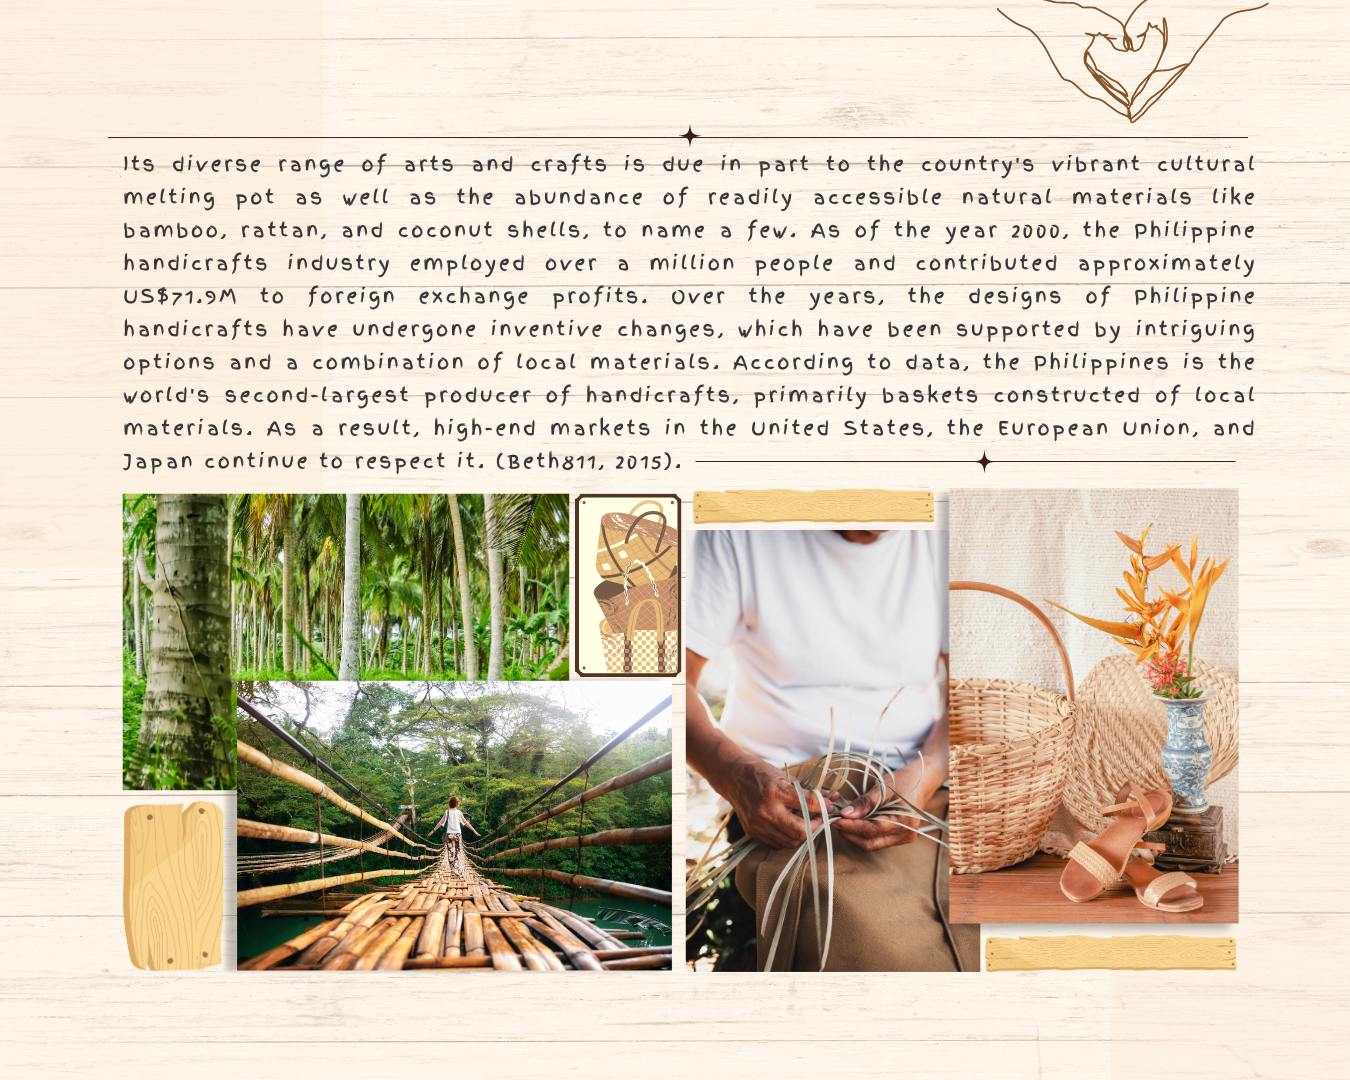 Its diverse range of arts and crafts is due in part to the country's vibrant cultural
melting pot as well as the abundance of readily accessible natural materials like
bamboo, rattan, and coconut shells, to name a few. As of the year 2000, the Philippine
handicrafts industry employed over a million people and contributed approximately
US$71.9M to foreign exchange profits. Over the years, the designs of Philippine
handicrafts have undergone inventive changes, which have been supported by intriguing
options and a combination of local materials. According to data, the Philippines is the
world's second-largest producer of handicrafts, primarily baskets constructed of local
materials. As a result, high-end markets in the United States, the European Union, and
Japan continue to respect it. (Beth811, 2015).